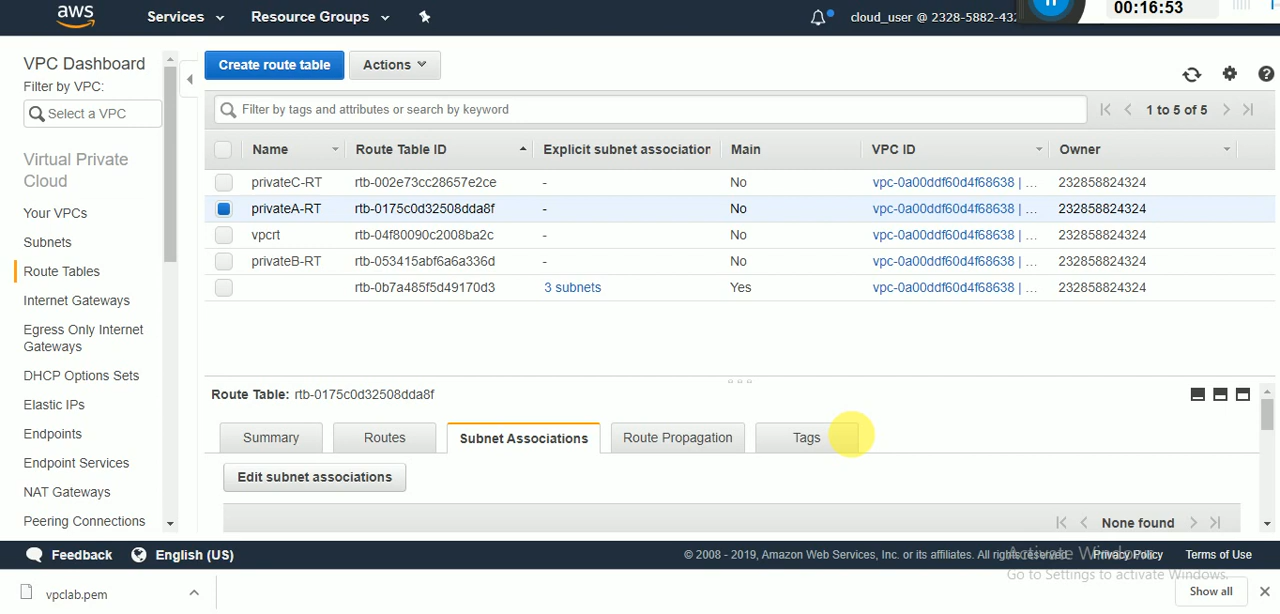 aws
Services
Resource Groups
cloud_user @ 2328-5882-432
00:16:53
VPC Dashboard
Filter by VPC:
Select a VPC
Virtual Private
Cloud
Your VPCs
Subnets
Route Tables
Internet Gateways
Egress Only Internet
Gateways
DHCP Options Sets
Elastic IPs
Endpoints
Endpoint Services
NAT Gateways
Peering Connections
Create route table
Actions
Filter by tags and attributes or search by keyword
1 to 5 of 5
Name Route Table ID Explicit subnet association Main VPC ID Owner
privateC-RT rtb-002e73cc28657e2ce - No vpc-0a00ddf60d4f68638 | ... 232858824324
privateA-RT rtb-0175c0d32508dda8f - No vpc-0a00ddf60d4f68638 | ... 232858824324
vpcrt rtb-04f80090c2008ba2c - No vpc-0a00ddf60d4f68638 | ... 232858824324
privateB-RT rtb-053415abf6a6a336d - No vpc-0a00ddf60d4f68638 | ... 232858824324
rtb-0b7a485f5d49170d3 3 subnets Yes vpc-0a00ddf60d4f68638 | ... 232858824324
Route Table: rtb-0175c0d32508dda8f
Summary Routes Subnet Associations Route Propagation Tags
Edit subnet associations
None found
Feedback English (US)
© 2008 - 2019, Amazon Web Services, Inc. or its affiliates. All rights reserved. Privacy Policy Terms of Use
Activate Windows
Go to Settings to activate Windows.
vpclab.pem
Show all